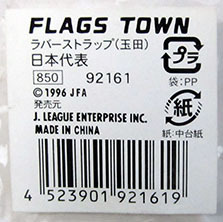 FLAGS TOWN
ラバーストラップ(玉田)
日本代表
850 92161
©1996 JFA
発売元
J. LEAGUE ENTERPRISE INC.
MADE IN CHINA
プラ
袋:PP
紙
紙:中台紙
4 523901 921619